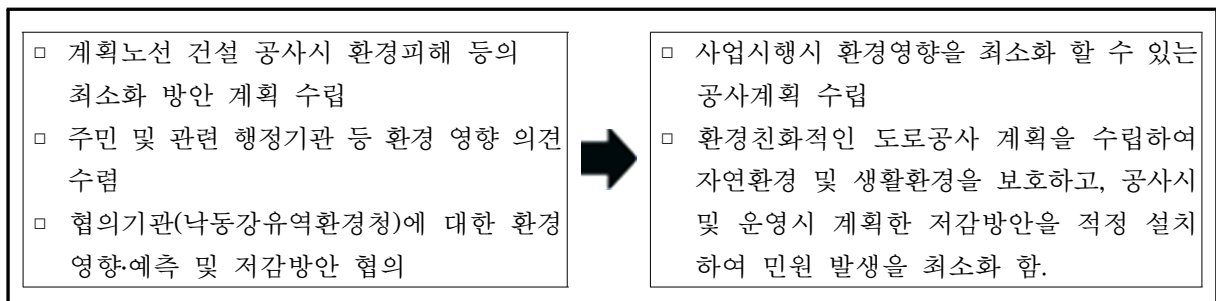 □ 계획노선 건설 공사시 환경피해 등의
최소화 방안 계획 수립
□ 주민 및 관련 행정기관 등 환경 영향 의견
수렴
□ 협의기관(낙동강유역환경청)에 대한 환경
영향·예측 및 저감방안 협의
□ 사업시행시 환경영향을 최소화 할 수 있는
공사계획 수립
□ 환경친화적인 도로공사 계획을 수립하여
자연환경 및 생활환경을 보호하고, 공사시
및 운영시 계획한 저감방안을 적정 설치
하여 민원 발생을 최소화 함.